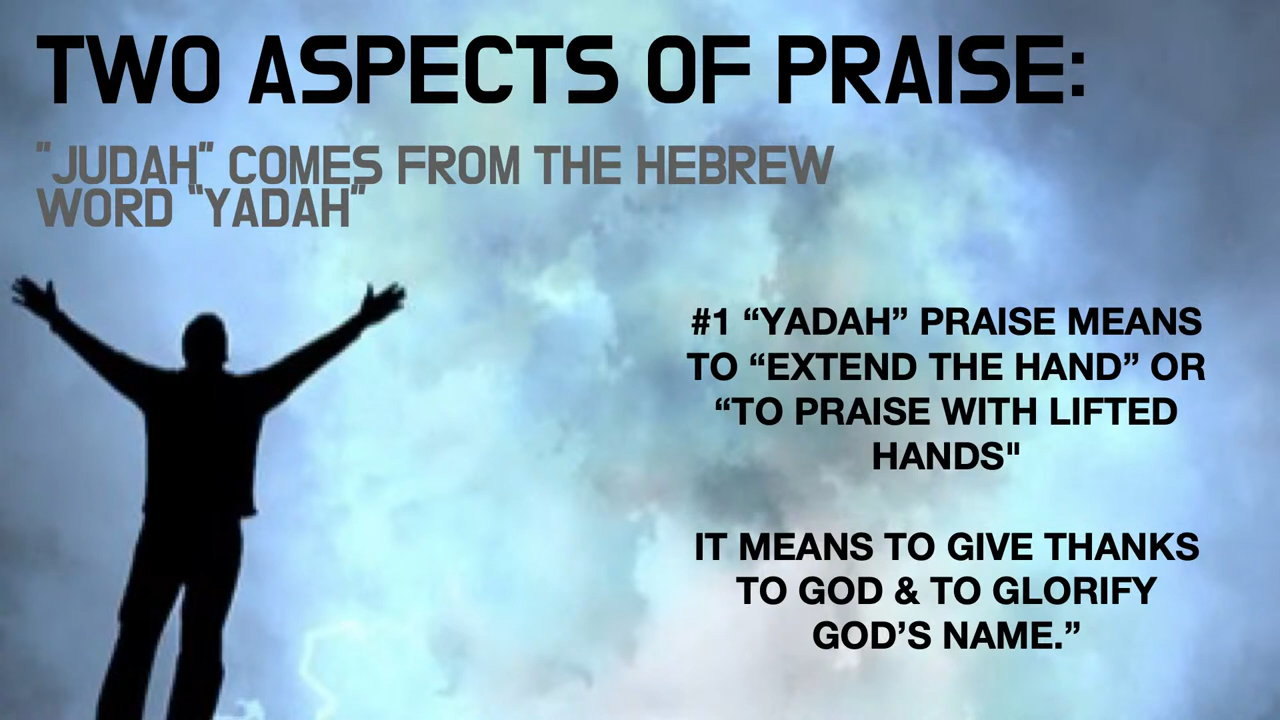 TWO ASPECTS OF PRAISE:
"JUDAH" COMES FROM THE HEBREW
WORD "YADAH"
#1 “YADAH” PRAISE MEANS
TO “EXTEND THE HAND” OR
“TO PRAISE WITH LIFTED
HANDS"
IT MEANS TO GIVE THANKS
TO GOD & TO GLORIFY
GOD’S NAME.”